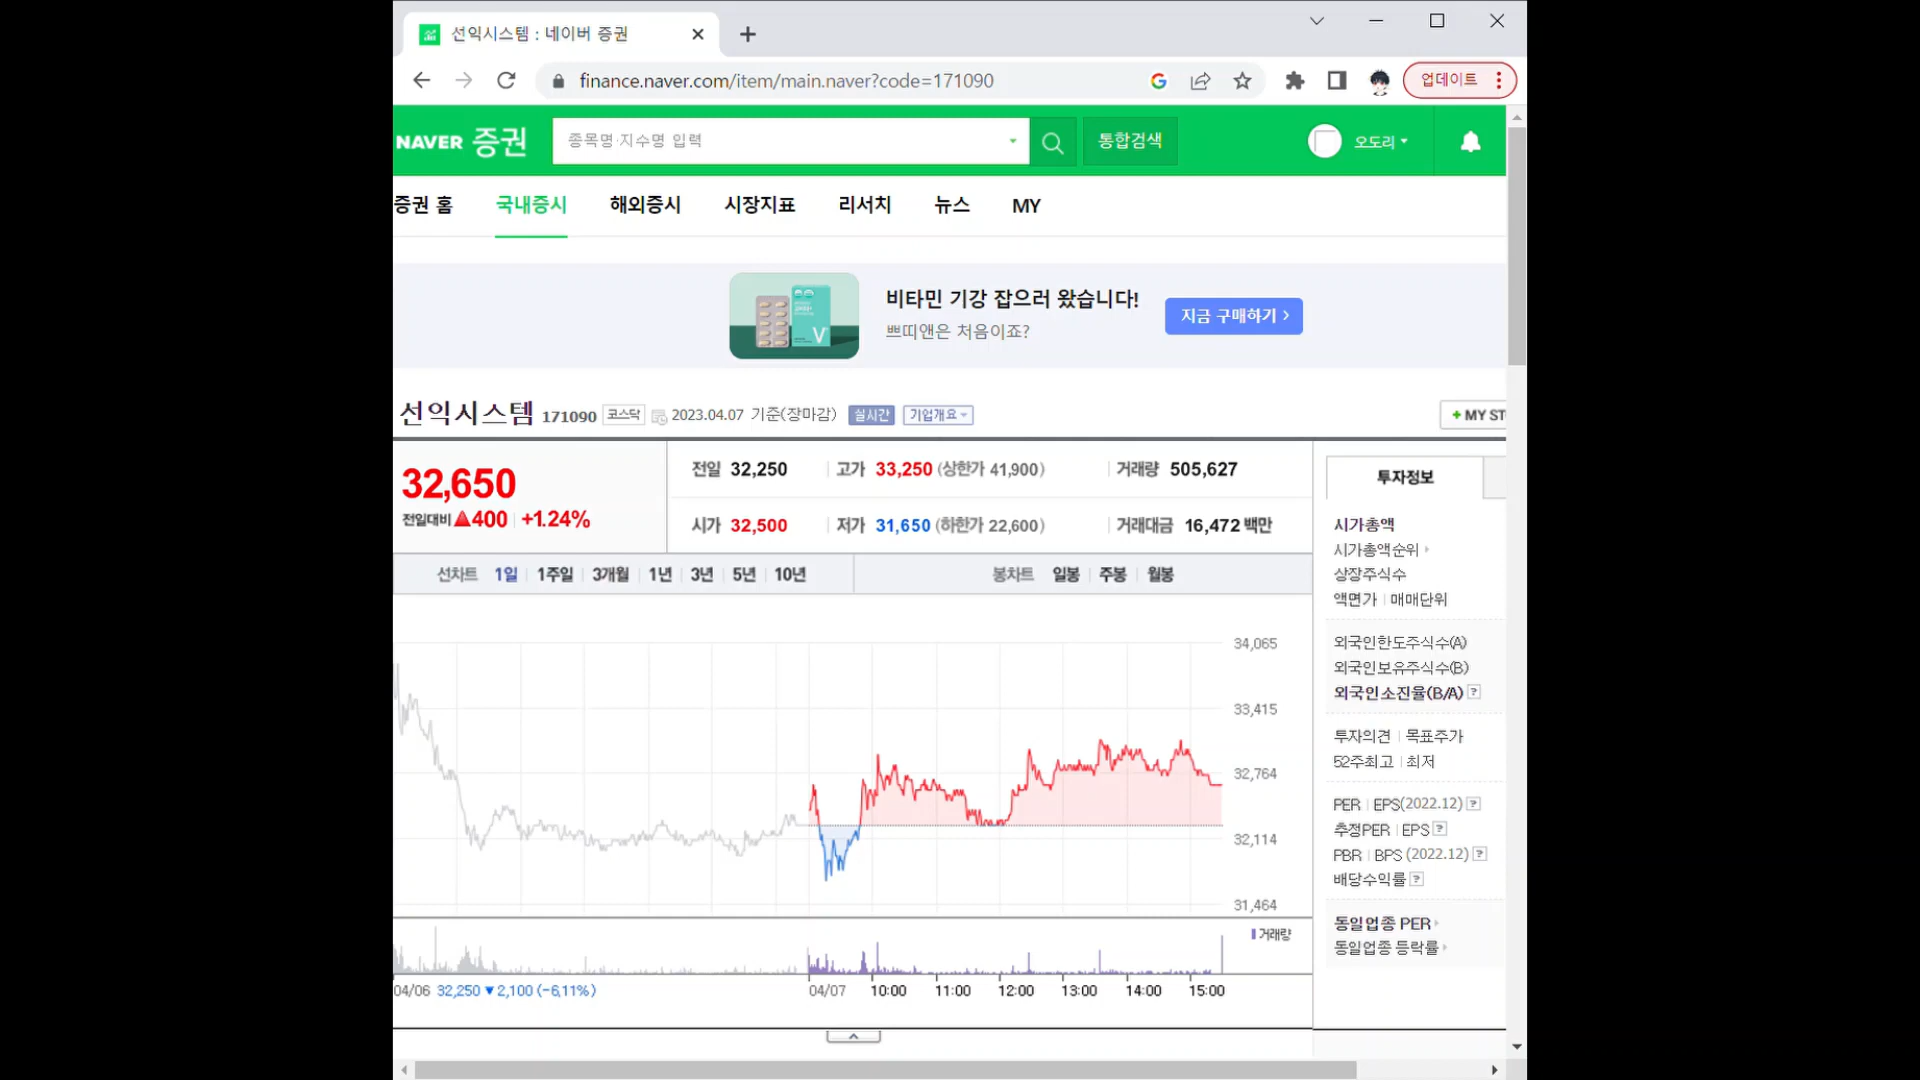 선익시스템 : 네이버 증권
finance.naver.com/item/main.naver?code=171090
업데이트
NAVER 증권
종목명·지수명 입력
통합검색
오도리
증권 홈 국내증시 해외증시 시장지표 리서치 뉴스 MY
비타민 기강 잡으러 왔습니다!
쁘띠앤은 처음이죠?
지금 구매하기
V
선익시스템 171090 코스닥 2023.04.07 기준(장마감) 실시간 기업개요
+ MY ST
32,650
전일대비 ▲400 +1.24%
전일 32,250 고가 33,250 (상한가 41,900) 거래량 505,627
시가 32,500 저가 31,650 (하한가 22,600) 거래대금 16,472 백만
선차트 1일 1주일 3개월 1년 3년 5년 10년 봉차트 일봉 주봉 월봉
34,065
33,415
32,764
32,114
31,464
거래량
04/06 32,250 ▼ 2,100 (-6,11%)
04/07 10:00 11:00 12:00 13:00 14:00 15:00
투자정보
시가총액
시가총액순위
상장주식수
액면가 매매단위
외국인한도주식수(A)
외국인보유주식수(B)
외국인소진율(B/A) ?
투자의견 목표주가
52주최고 최저
PER EPS(2022.12) ?
추정PER EPS ?
PBR BPS (2022.12) ?
배당수익률 ?
동일업종 PER
동일업종 등락률